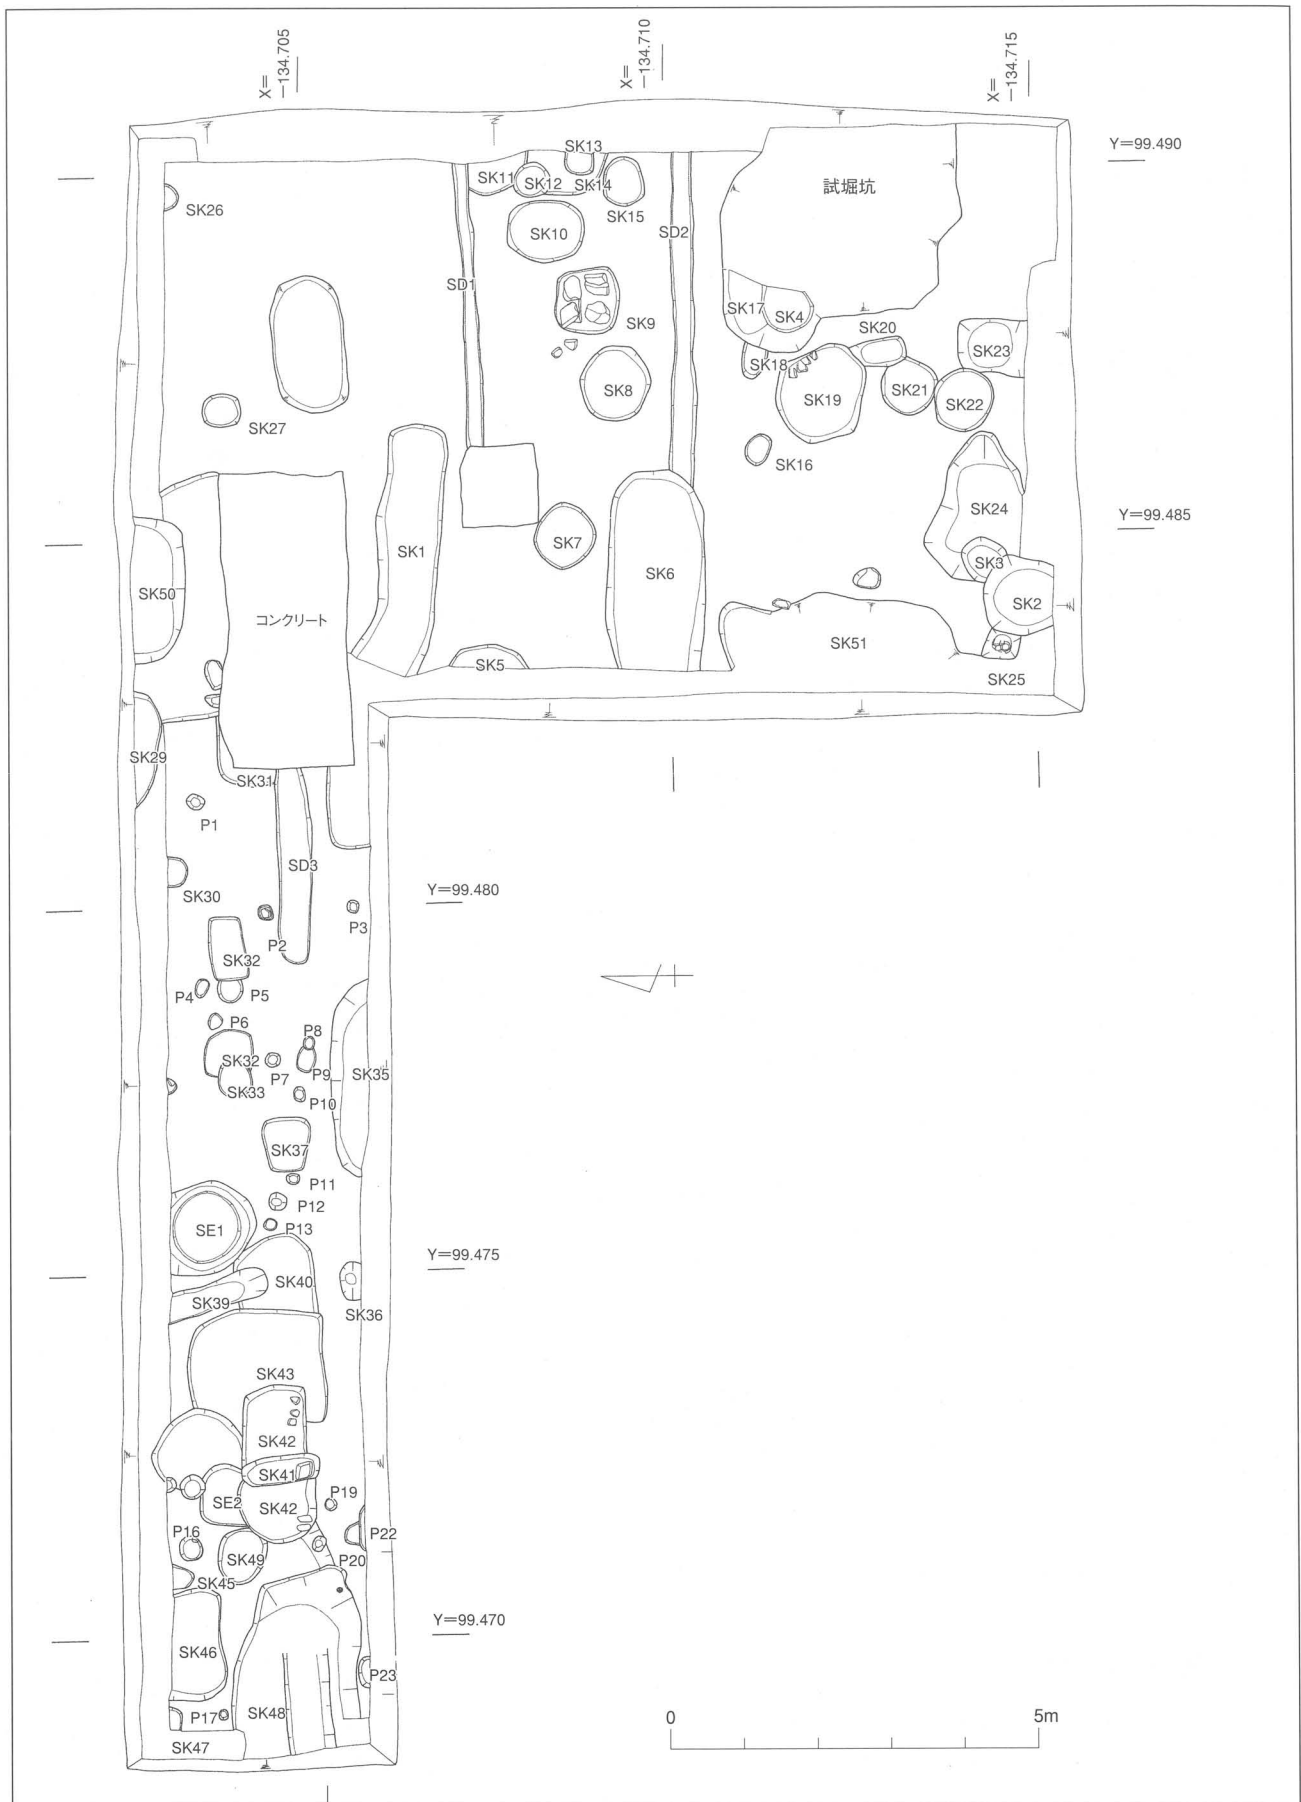 X=
-134.705
X=
-134.710
X=
-134.715
Y=99.490
SK13
SK11
SK12
SK14
SK15
試堀坑
SK26
SK10
SD2
SD1
SK17
SK4
SK9
SK20
SK23
SK18
SK8
SK19
SK21
SK22
SK27
SK16
SK24
Y=99.485
SK7
SK1
SK3
SK6
SK50
SK2
コンクリート
SK51
SK5
SK25
SK29
SK31
P1
SD3
SK30
Y=99.480
P3
P2
SK32
P4
P5
P6
P8
SK32
P7
P9
SK35
SK33
P10
SK37
P11
P12
SE1
P13
Y=99.475
SK40
SK39
SK36
SK43
SK42
SK41
SE2
SK42
P19
P16
P22
SK49
P20
SK45
Y=99.470
SK46
P23
SK48
P17
SK47
0
5m